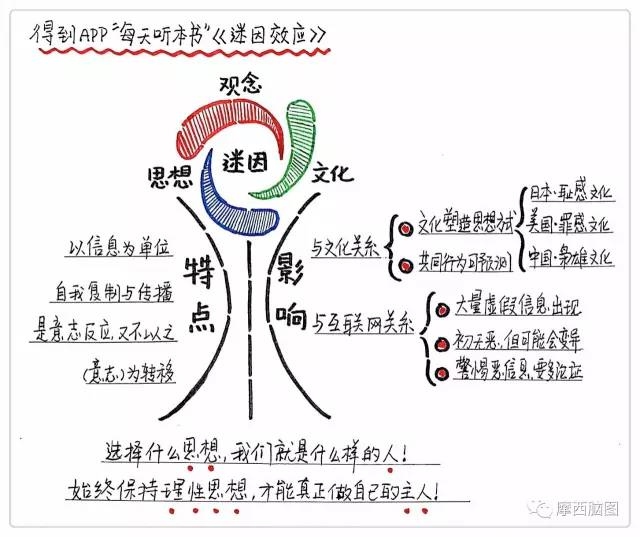 得到APP"每天听本书"《迷因效应》
观念
迷因
思想
文化
特点
影响
以信息为单位
自我复制与传播
是意志反应,又不以之
(意志)为转移
与文化关系
文化塑造思想方式
日本·耻感文化
美国·罪感文化
中国·枭雄文化
共同行为可预测
与互联网关系
大量虚假信息出现
初无恶,但可能会变异
警惕恶信息,要多论证
选择什么思想,我们就是什么样的人!
始终保持理性思想,才能真正做自己的主人!
摩西脑图